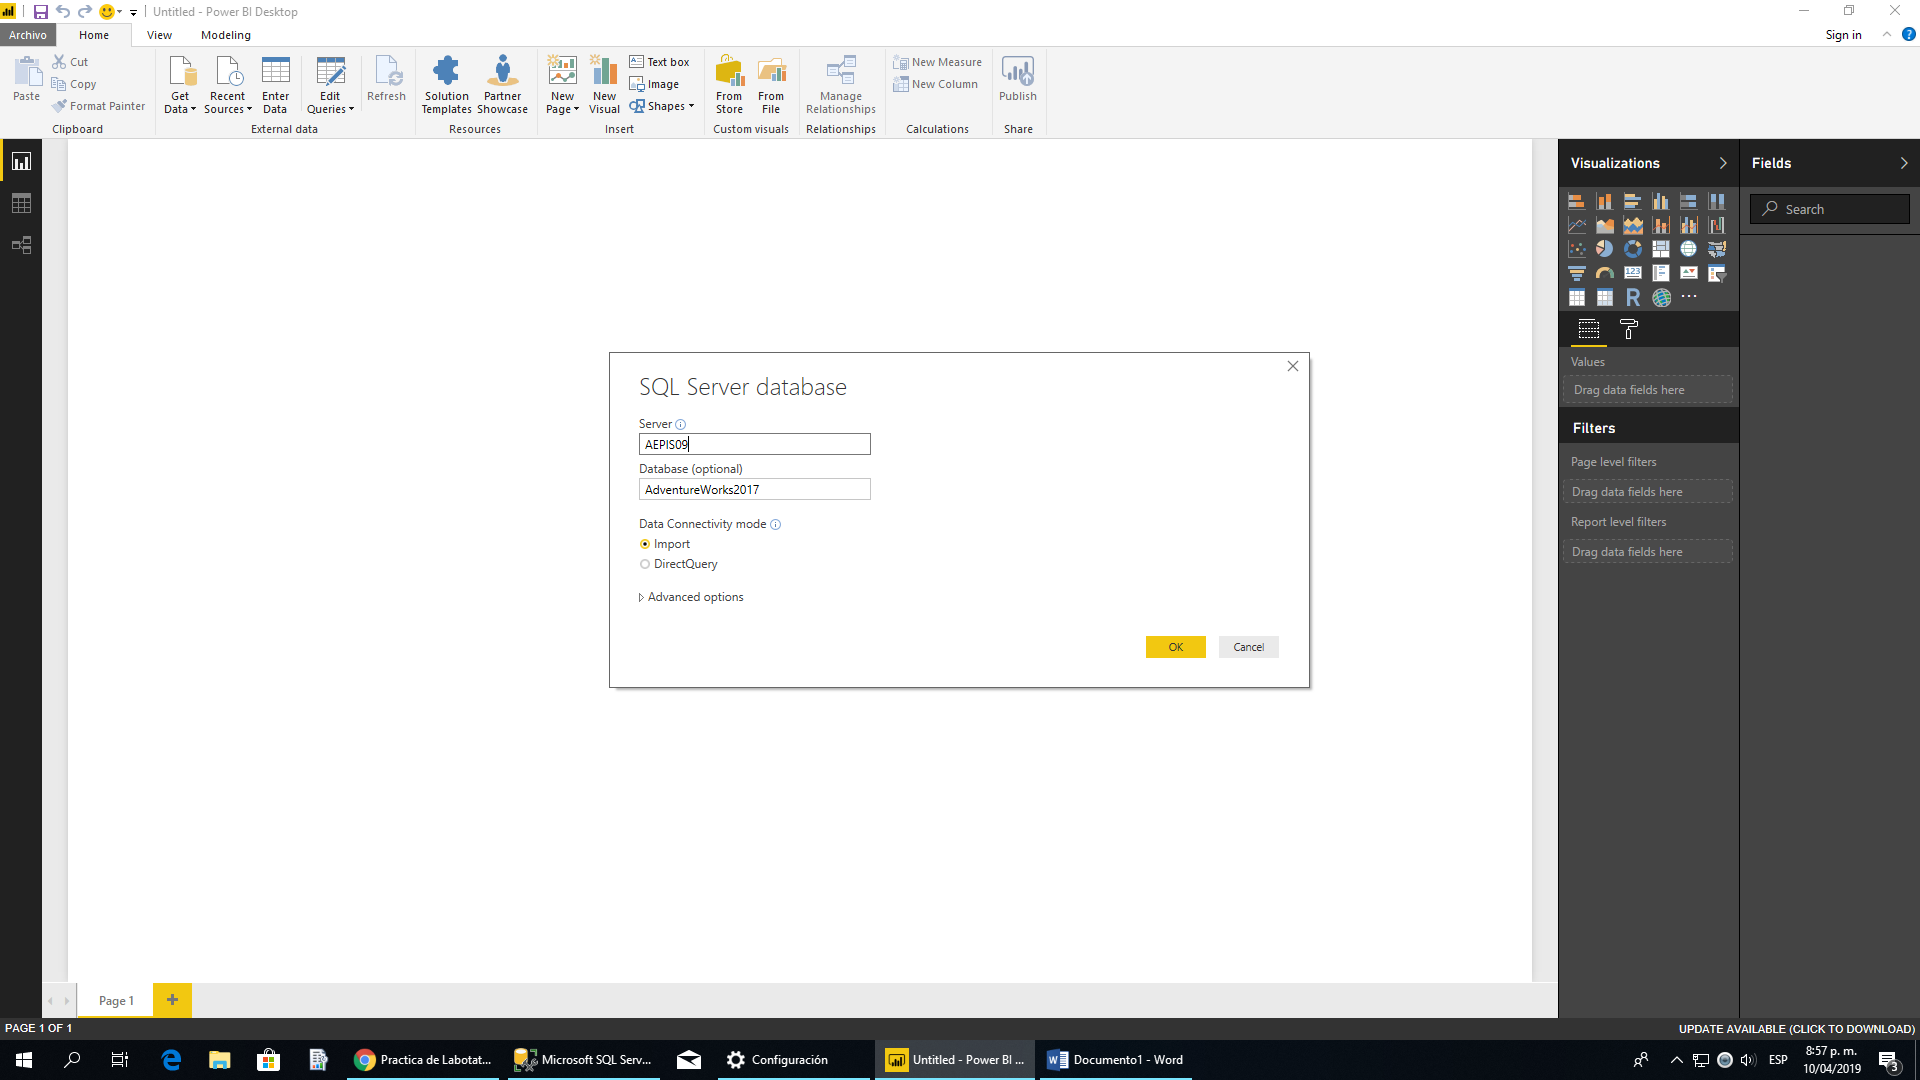 Untitled - Power BI Desktop
Archivo Home View Modeling Sign in
Paste Cut Copy Format Painter
Get Data Recent Sources Enter Data Edit Queries Refresh
Solution Templates Partner Showcase
New Page New Visual Text box Image Shapes
From Store From File
Manage Relationships
New Measure New Column
Publish
Clipboard External data Resources Insert Custom visuals Relationships Calculations Share
Visualizations
Fields
Search
R
123
Values
Drag data fields here
Filters
Page level filters
Drag data fields here
Report level filters
Drag data fields here
SQL Server database
Server
AEPIS09
Database (optional)
AdventureWorks2017
Data Connectivity mode
Import
DirectQuery
Advanced options
OK Cancel
Page 1
PAGE 1 OF 1
UPDATE AVAILABLE (CLICK TO DOWNLOAD)
Practica de Labotat...
Microsoft SQL Serv...
Configuración
Untitled - Power BI ...
Documento1 - Word
ESP
8:57 p. m.
10/04/2019
3